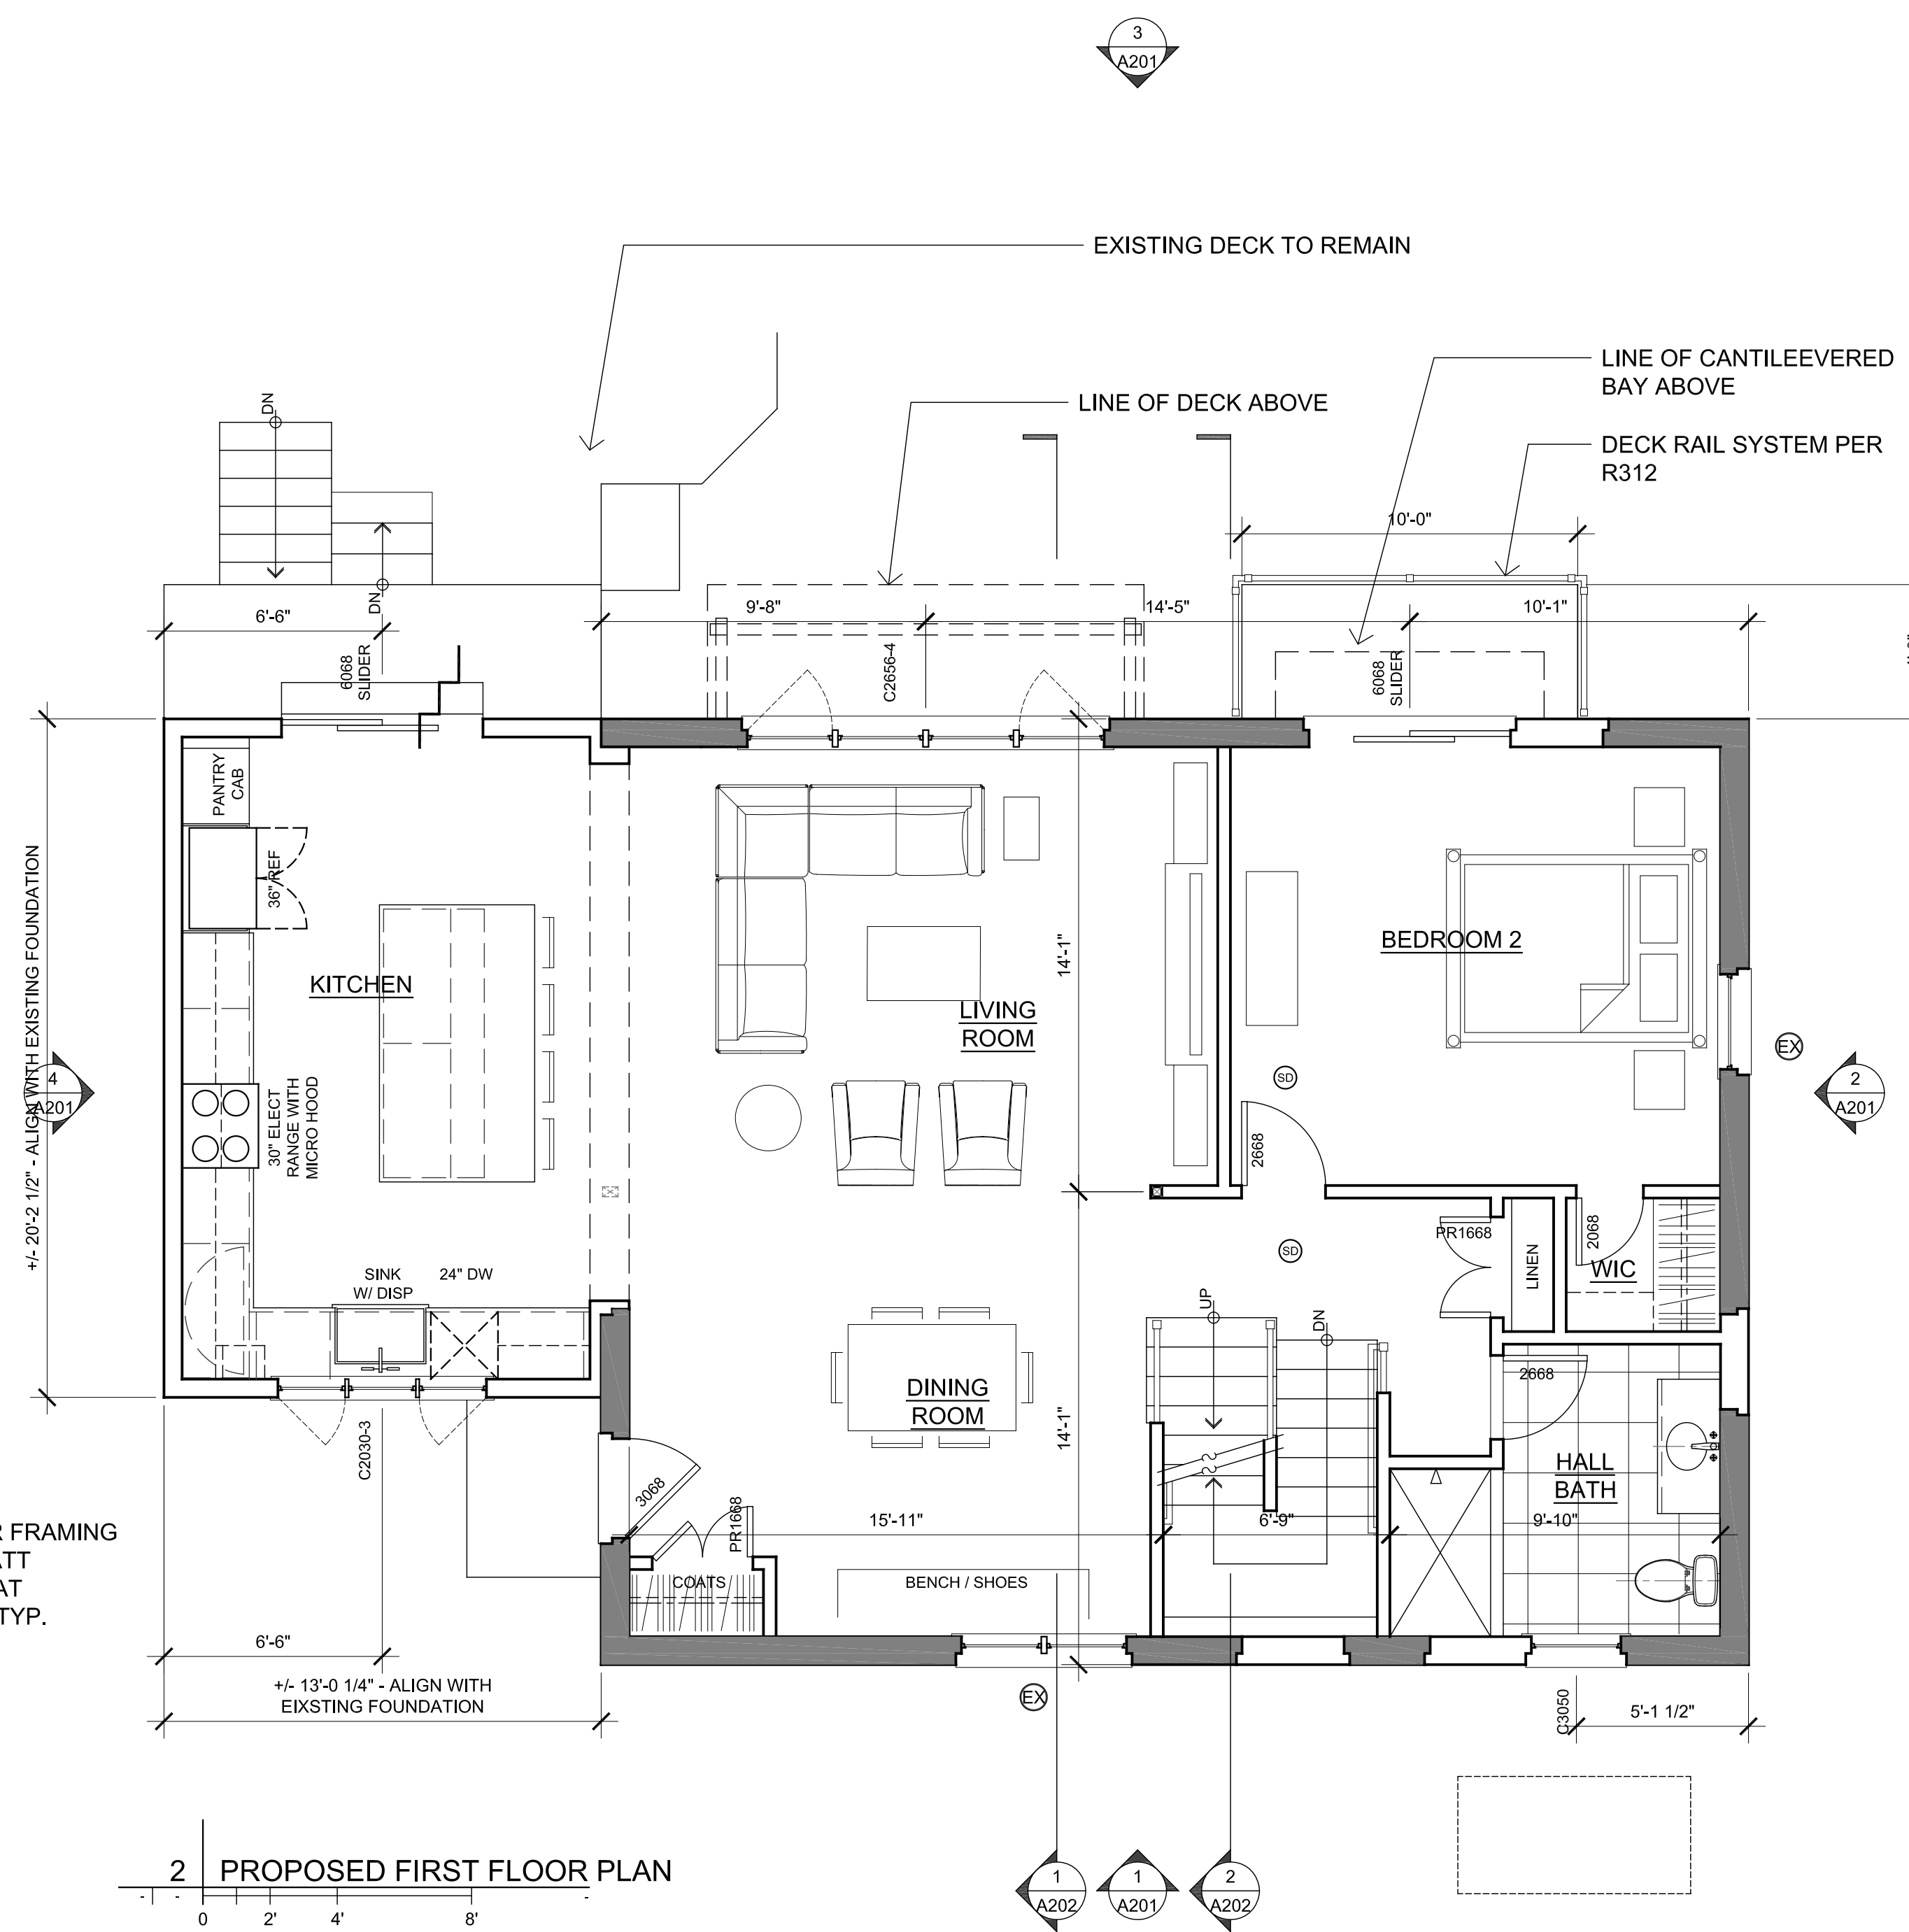 3
A201
EXISTING DECK TO REMAIN
LINE OF CANTILEEVERED
BAY ABOVE
LINE OF DECK ABOVE
DECK RAIL SYSTEM PER
R312
DN
10'-0"
6'-6"
DN
9'-8"
14'-5"
10'-1"
6068
SLIDER
C2656-4
6068
SLIDER
PANTRY
CAB
36" REF
+/- 20'-2 1/2" - ALIGN WITH EXISTING FOUNDATION
KITCHEN
14'-1"
BEDROOM 2
LIVING
ROOM
EX
4
A201
30" ELECT
RANGE WITH
MICRO HOOD
SD
2
A201
2668
SD
PR1668
LINEN
2068
WIC
SINK
W/ DISP
24" DW
UP
DN
2668
DINING
ROOM
14'-1"
C2030-3
3068
HALL
BATH
R FRAMING
ATT
AT
TYP.
PR1668
15'-11"
6'-9"
9'-10"
COATS
BENCH / SHOES
6'-6"
+/- 13'-0 1/4" - ALIGN WITH
EIXSTING FOUNDATION
EX
C3050
5'-1 1/2"
2 PROPOSED FIRST FLOOR PLAN
0 2' 4' 8'
1
A202
1
A201
2
A202